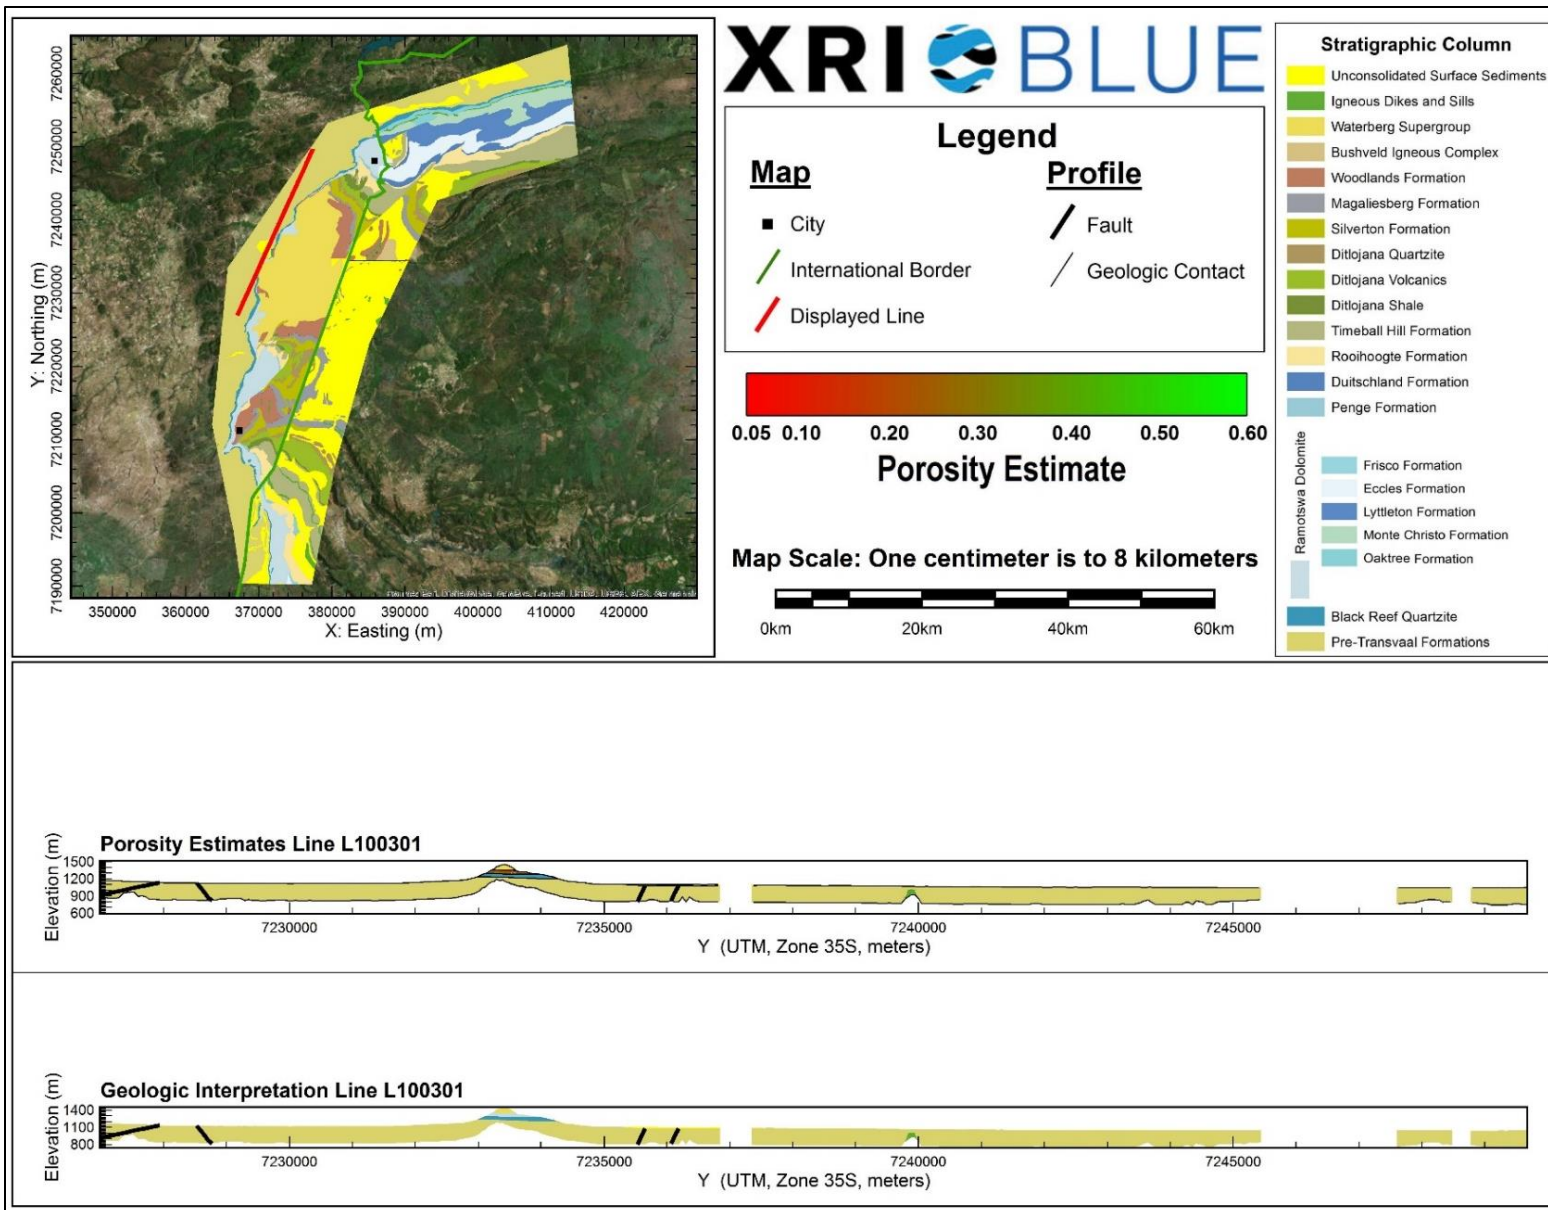 7260000
7250000
7240000
7230000
7220000
7210000
7200000
7190000
Y: Northing (m)
350000 360000 370000 380000 390000 400000 410000 420000
X: Easting (m)
XRI BLUE
Legend
Map
City
International Border
Displayed Line
Profile
Fault
Geologic Contact
0.05 0.10 0.20 0.30 0.40 0.50 0.60
Porosity Estimate
Map Scale: One centimeter is to 8 kilometers
0km 20km 40km 60km
Stratigraphic Column
Unconsolidated Surface Sediments
Igneous Dikes and Sills
Waterberg Supergroup
Bushveld Igneous Complex
Woodlands Formation
Magaliesberg Formation
Silverton Formation
Ditlojana Quartzite
Ditlojana Volcanics
Ditlojana Shale
Timeball Hill Formation
Rooihoogte Formation
Duitschland Formation
Penge Formation
Ramotswa Dolomite
Frisco Formation
Eccles Formation
Lyttleton Formation
Monte Christo Formation
Oaktree Formation
Black Reef Quartzite
Pre-Transvaal Formations
Porosity Estimates Line L100301
Elevation (m)
1500
1200
900
600
7230000 7235000 7240000 7245000
Y (UTM, Zone 35S, meters)
Geologic Interpretation Line L100301
Elevation (m)
1400
1100
800
7230000 7235000 7240000 7245000
Y (UTM, Zone 35S, meters)